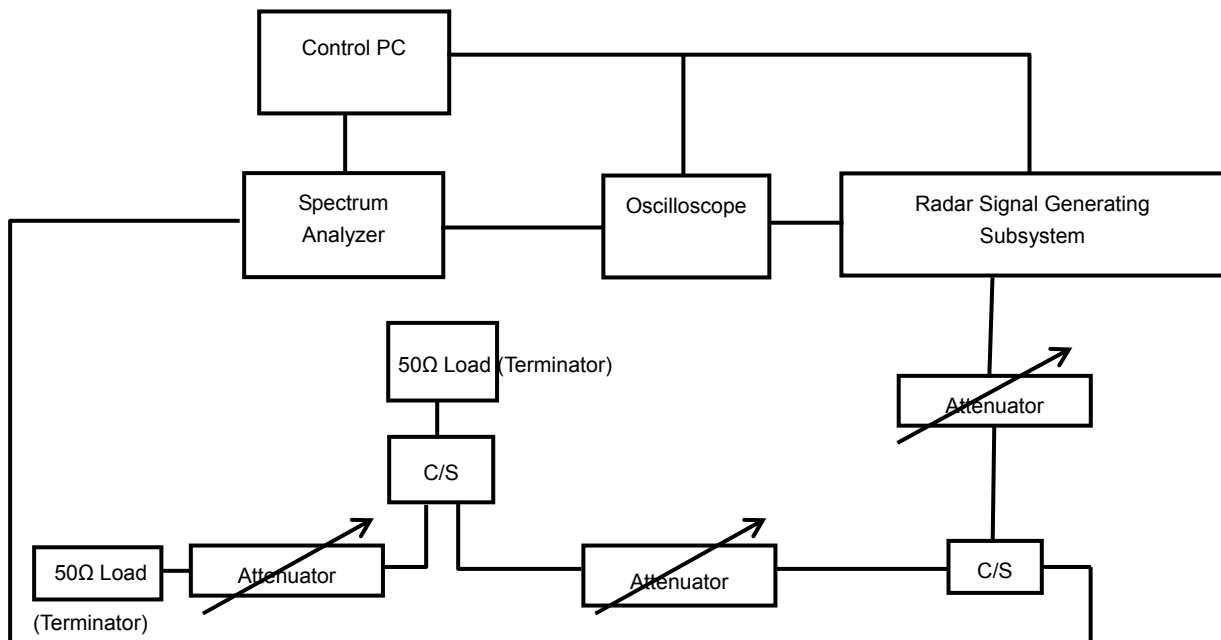 Control PC
Spectrum
Analyzer
Oscilloscope
Radar Signal Generating
Subsystem
50Ω Load (Terminator)
Attenuator
C/S
50Ω Load
(Terminator)
Attenuator
Attenuator
C/S